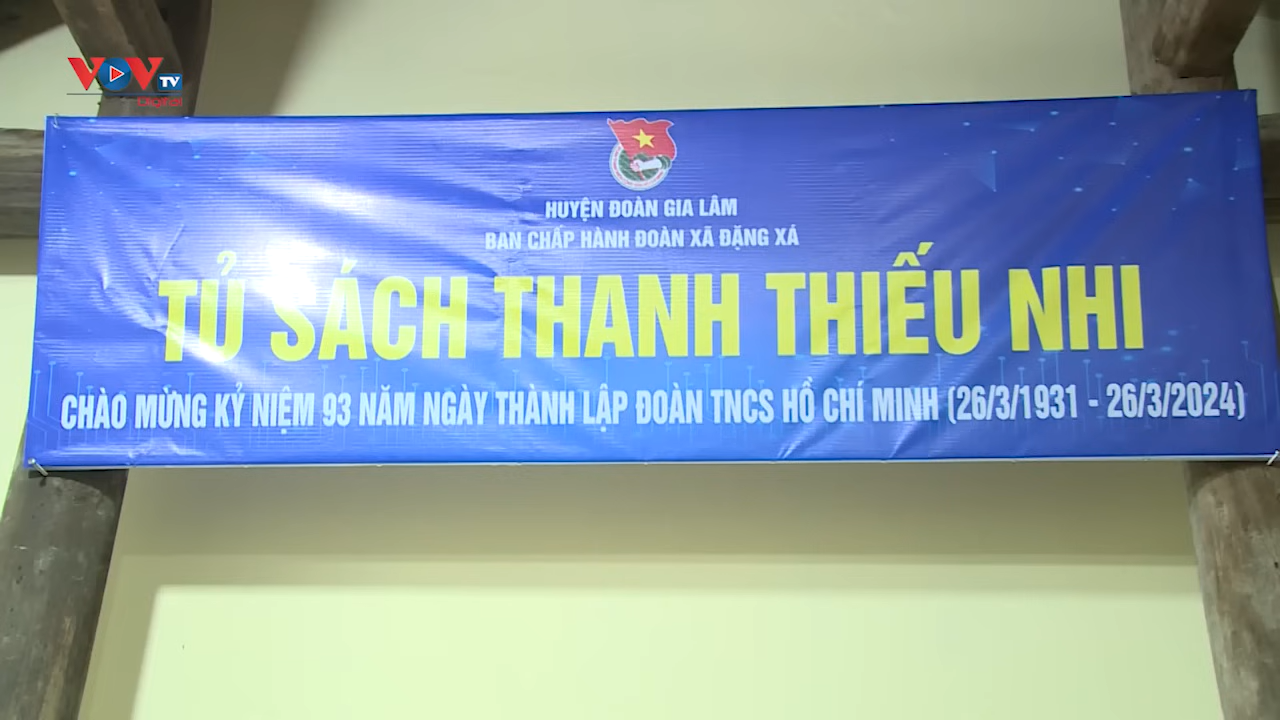 VOV TV
Digital
HUYỆN ĐOÀN GIA LÂM
BAN CHẤP HÀNH ĐOÀN XÃ ĐẶNG XÁ
TỦ SÁCH THANH THIẾU NHI
CHÀO MỪNG KỶ NIỆM 93 NĂM NGÀY THÀNH LẬP ĐOÀN TNCS HỒ CHÍ MINH (26/3/1931 - 26/3/2024)